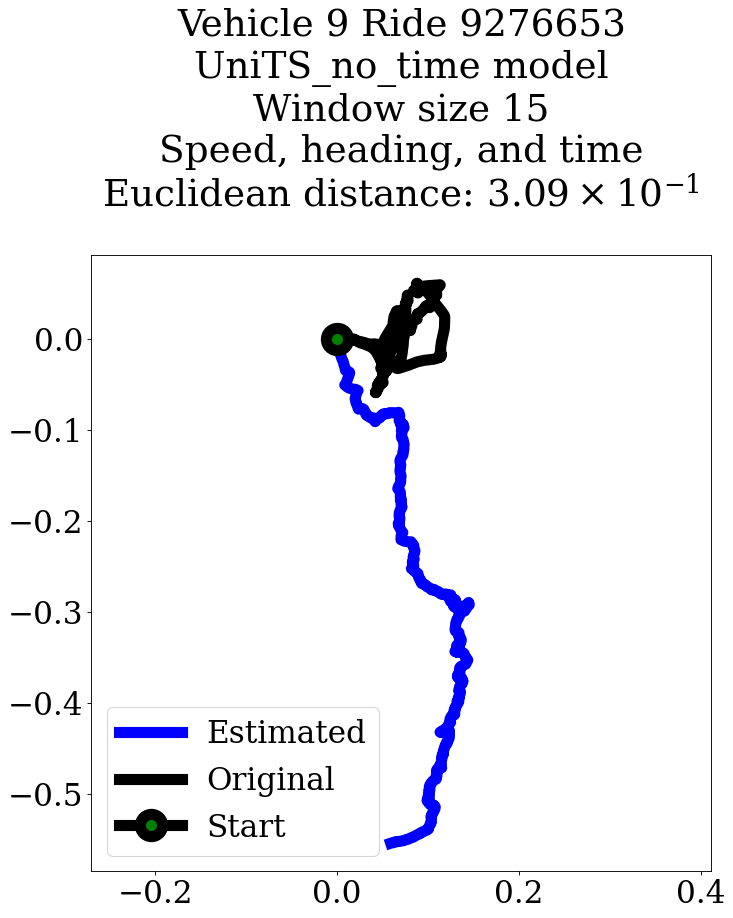 Vehicle 9 Ride 9276653
UniTS_no_time model
Window size 15
Speed, heading, and time
Euclidean distance: 3.09 × 10⁻¹
0.0
−0.1
−0.2
−0.3
−0.4
−0.5
Estimated
Original
Start
−0.2
0.0
0.2
0.4